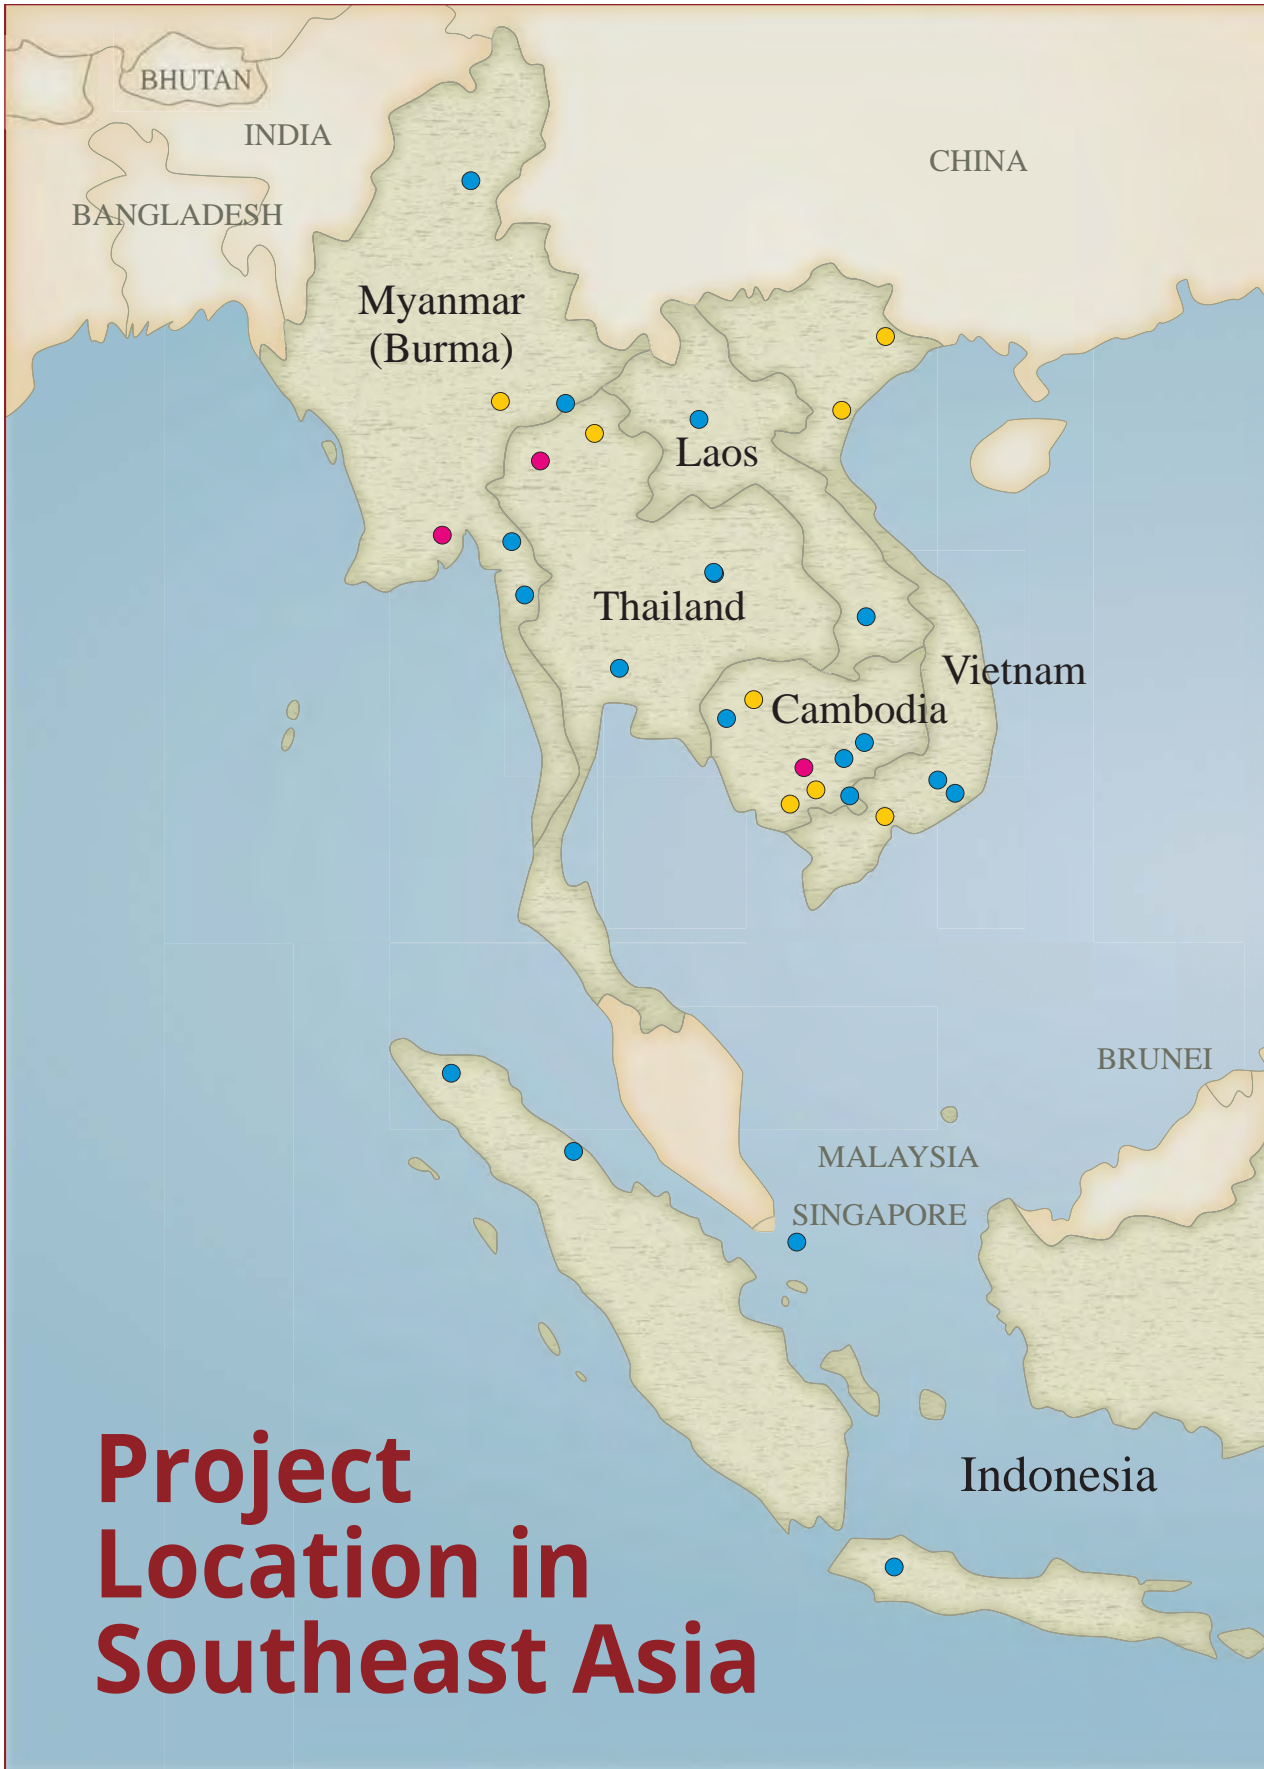 BHUTAN
INDIA
CHINA
BANGLADESH
Myanmar
(Burma)
Laos
Thailand
Vietnam
Cambodia
BRUNEI
MALAYSIA
SINGAPORE
Indonesia
Project
Location in
Southeast Asia